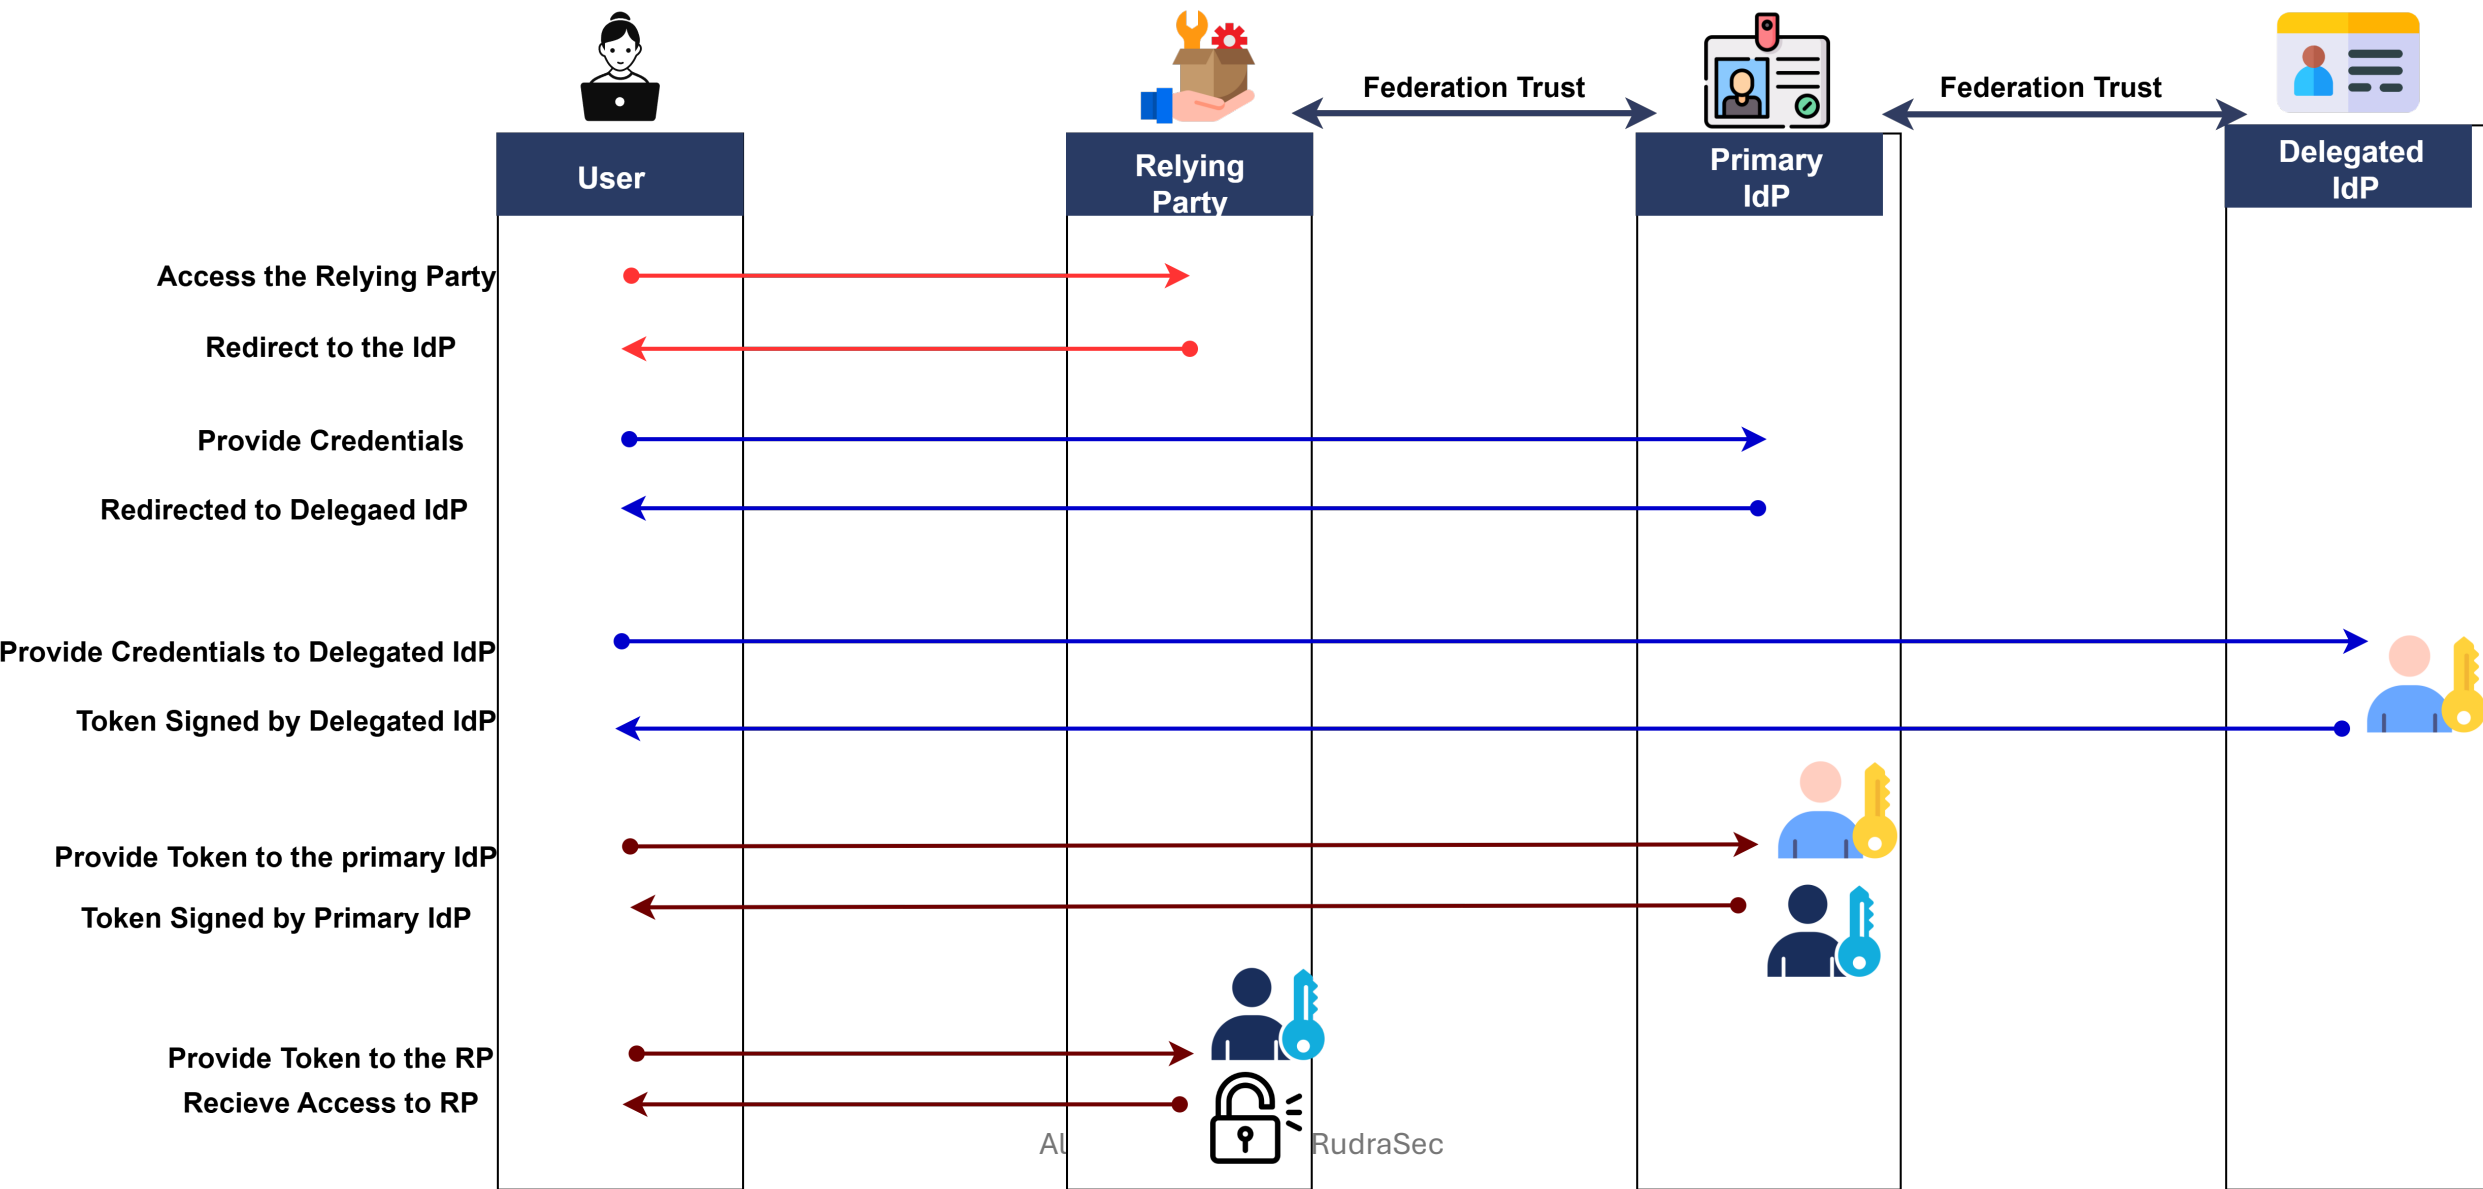 Federation Trust
Federation Trust
User
Relying
Party
Primary
IdP
Delegated
IdP
Access the Relying Party
Redirect to the IdP
Provide Credentials
Redirected to Delegaed IdP
Provide Credentials to Delegated IdP
Token Signed by Delegated IdP
Provide Token to the primary IdP
Token Signed by Primary IdP
Provide Token to the RP
Recieve Access to RP
RudraSec